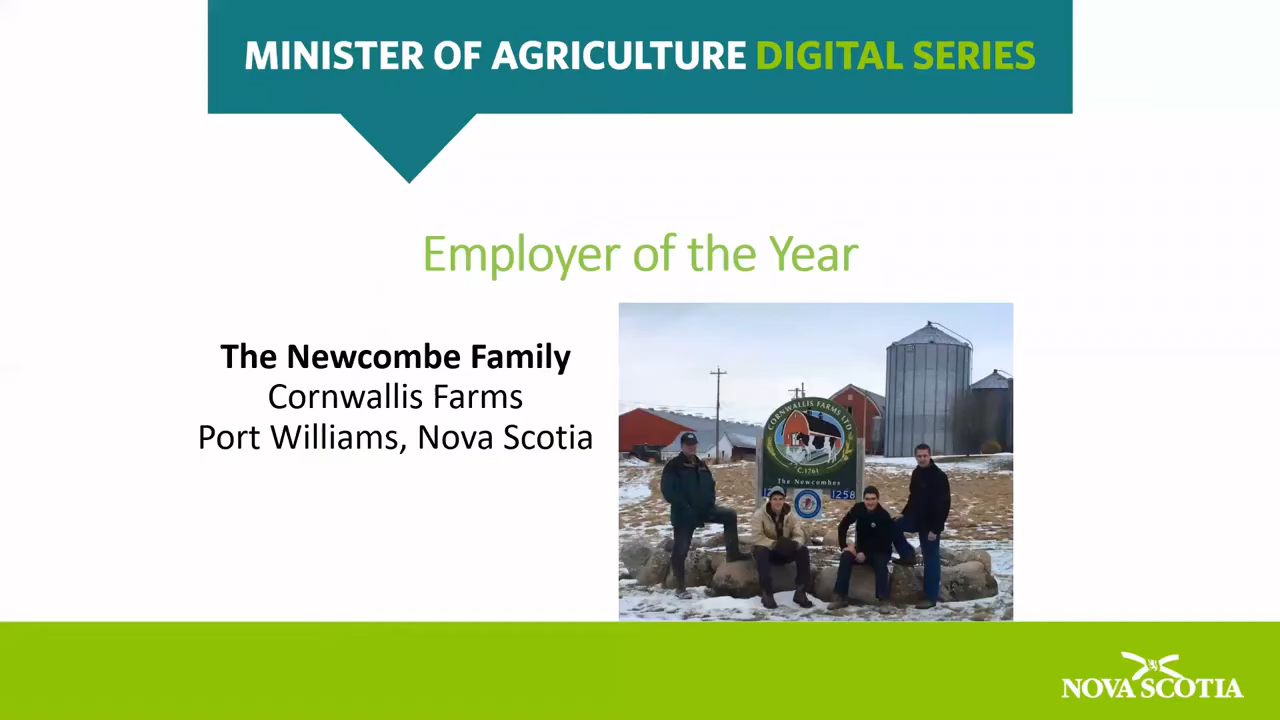 MINISTER OF AGRICULTURE DIGITAL SERIES
Employer of the Year
The Newcombe Family
Cornwallis Farms
Port Williams, Nova Scotia
CORNWALLIS FARMS LTD
C.1761
The Newcombes
1258
NOVA SCOTIA